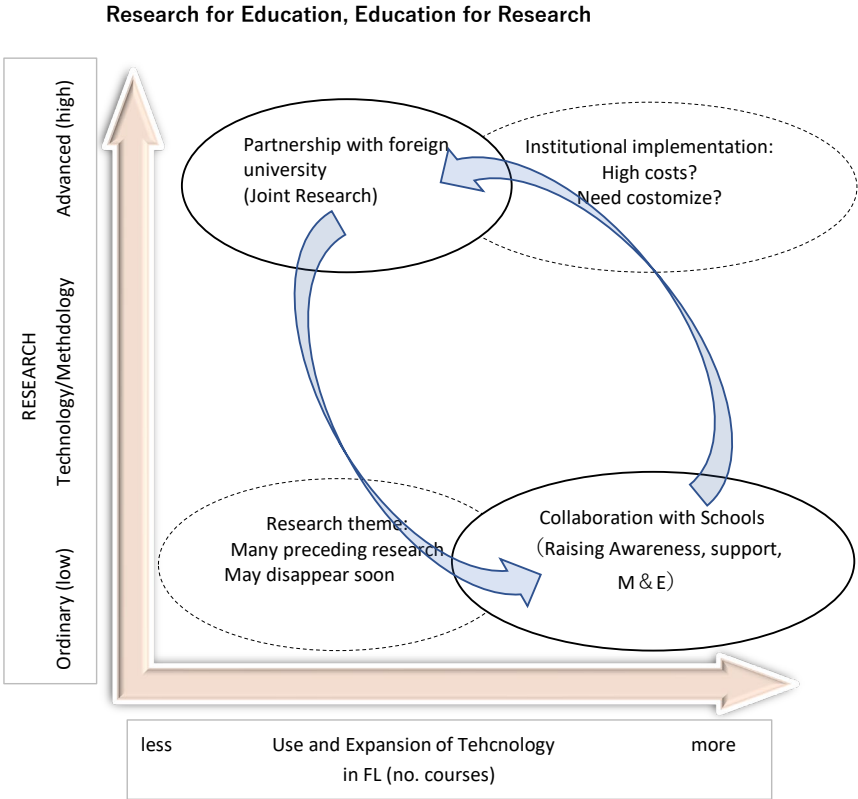 Research for Education, Education for Research
Advanced (high)
RESEARCH
Technology/Methdology
Ordinary (low)
Partnership with foreign
university
(Joint Research)
Institutional implementation:
High costs?
Need costomize?
Research theme:
Many preceding research
May disappear soon
Collaboration with Schools
（Raising Awareness, support,
M＆E）
less Use and Expansion of Tehcnology more
in FL (no. courses)